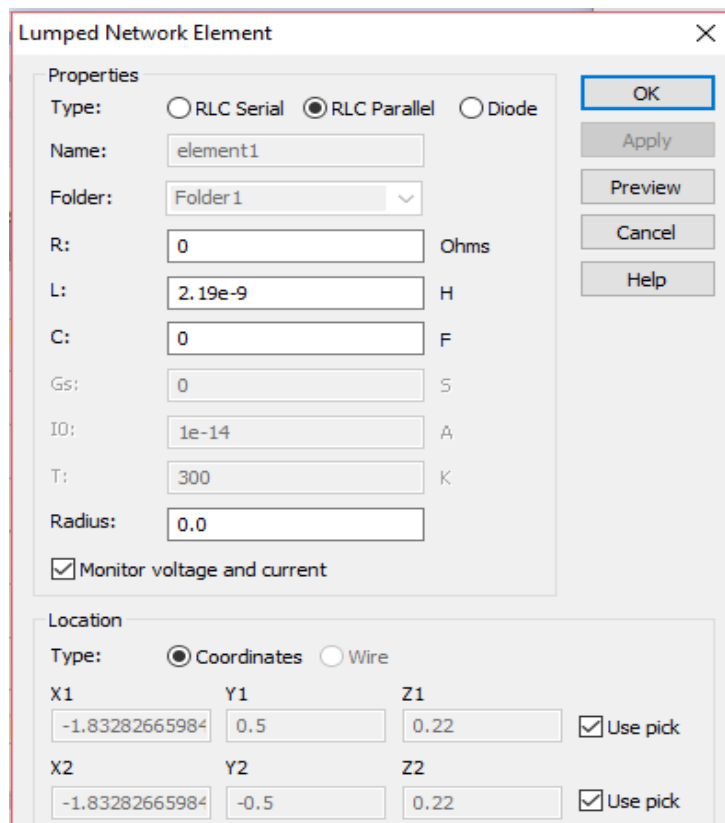 Lumped Network Element
Properties
Type: RLC Serial RLC Parallel Diode
OK
Name: element1
Apply
Folder: Folder1
Preview
R: 0 Ohms
Cancel
L: 2.19e-9 H
Help
C: 0 F
Gs: 0 S
I0: 1e-14 A
T: 300 K
Radius: 0.0
Monitor voltage and current
Location
Type: Coordinates Wire
X1 Y1 Z1
-1.83282665984 0.5 0.22 Use pick
X2 Y2 Z2
-1.83282665984 -0.5 0.22 Use pick